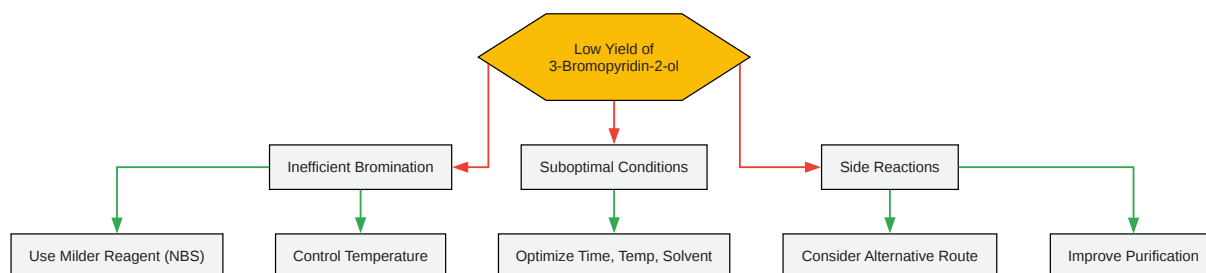 Low Yield of
3-Bromopyridin-2-ol
Inefficient Bromination
Suboptimal Conditions
Side Reactions
Use Milder Reagent (NBS)
Control Temperature
Optimize Time, Temp, Solvent
Consider Alternative Route
Improve Purification